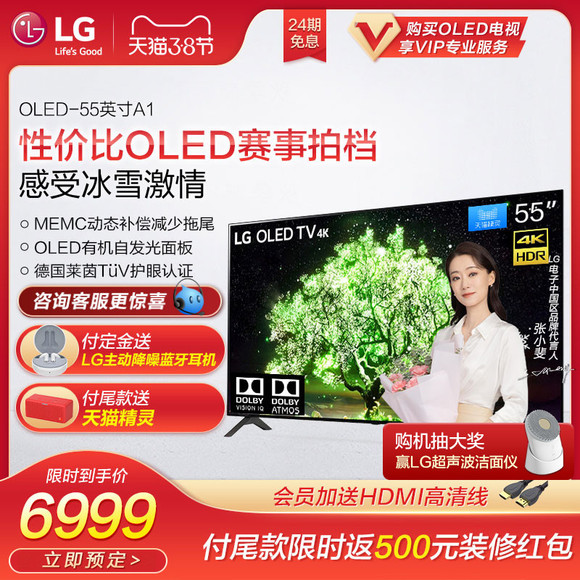 LG
Life's Good
天猫3·8节
24期
免息
V
购买OLED电视
享VIP专业服务
OLED-55英寸A1
性价比OLED赛事拍档
感受冰雪激情
MEMC动态补偿减少拖尾
OLED有机自发光面板
德国莱茵TüV护眼认证
咨询客服更惊喜
付定金送
LG主动降噪蓝牙耳机
付尾款送
天猫精灵
LG OLED TV 4K
天猫精灵
55"
4K
HDR
LG电子中国区品牌代言人
张小斐
DOLBY
VISION IQ
DOLBY
ATMOS
购机抽大奖
赢LG超声波洁面仪
限时到手价
6999
立即预定>
会员加送HDMI高清线
付尾款限时返500元装修红包